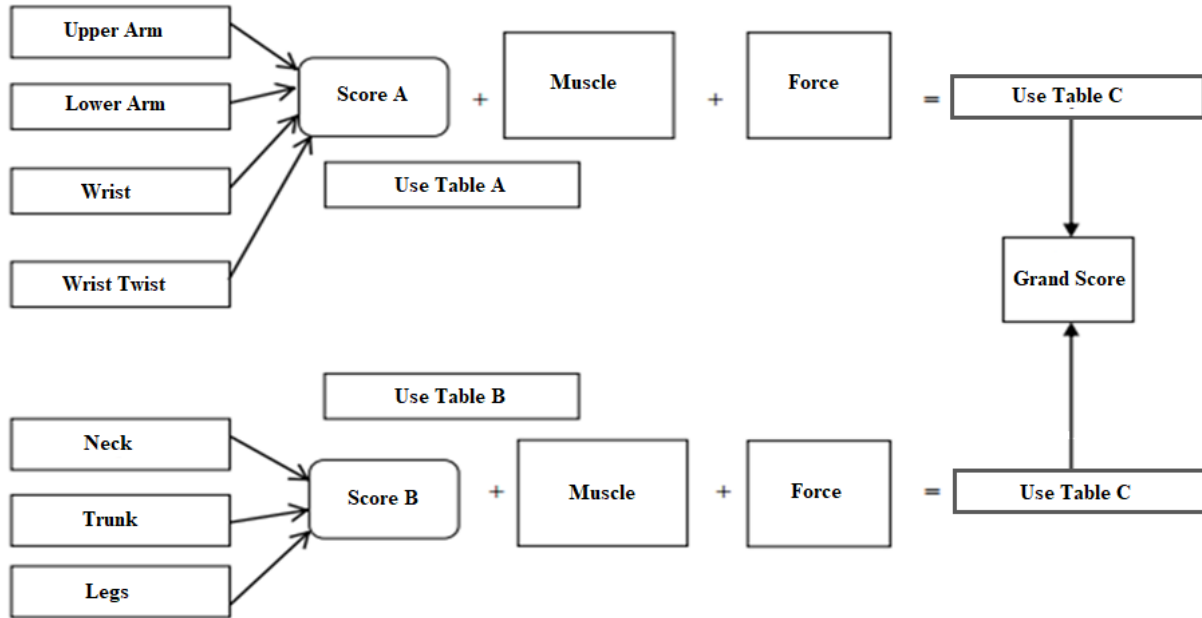 Upper Arm
Lower Arm
Wrist
Wrist Twist
Score A
+
Muscle
+
Force
=
Use Table C
Use Table A
Grand Score
Use Table B
Neck
Trunk
Legs
Score B
+
Muscle
+
Force
=
Use Table C